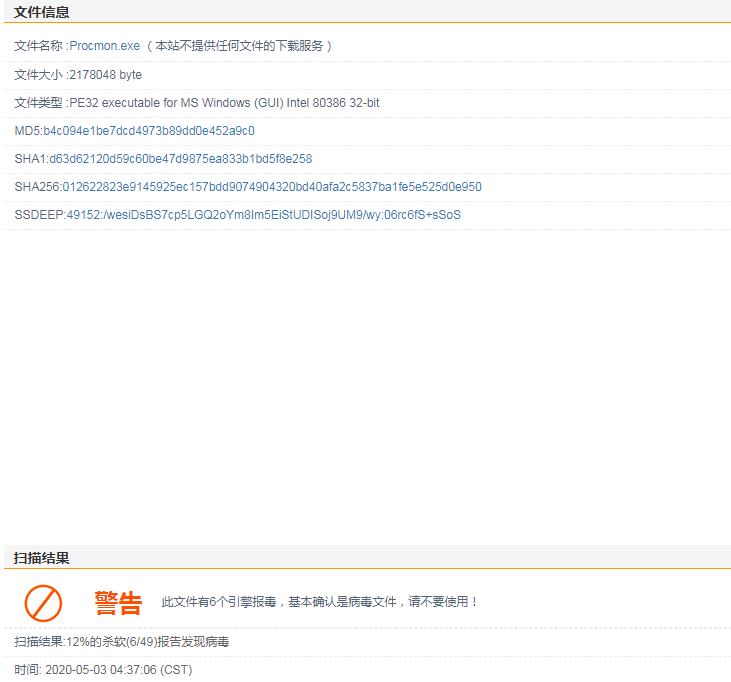 文件信息
文件名称 :Procmon.exe （本站不提供任何文件的下载服务）
文件大小 :2178048 byte
文件类型 :PE32 executable for MS Windows (GUI) Intel 80386 32-bit
MD5:b4c094e1be7dcd4973b89dd0e452a9c0
SHA1:d63d62120d59c60be47d9875ea833b1bd5f8e258
SHA256:012622823e9145925ec157bdd9074904320bd40afa2c5837ba1fe5e525d0e950
SSDEEP:49152:/wesiDsBS7cp5LGQ2oYm8Im5EiStUDISoj9UM9/wy:06rc6fS+sSoS
扫描结果
警告 此文件有6个引擎报毒，基本确认是病毒文件，请不要使用！
扫描结果:12%的杀软(6/49)报告发现病毒
时间: 2020-05-03 04:37:06 (CST)